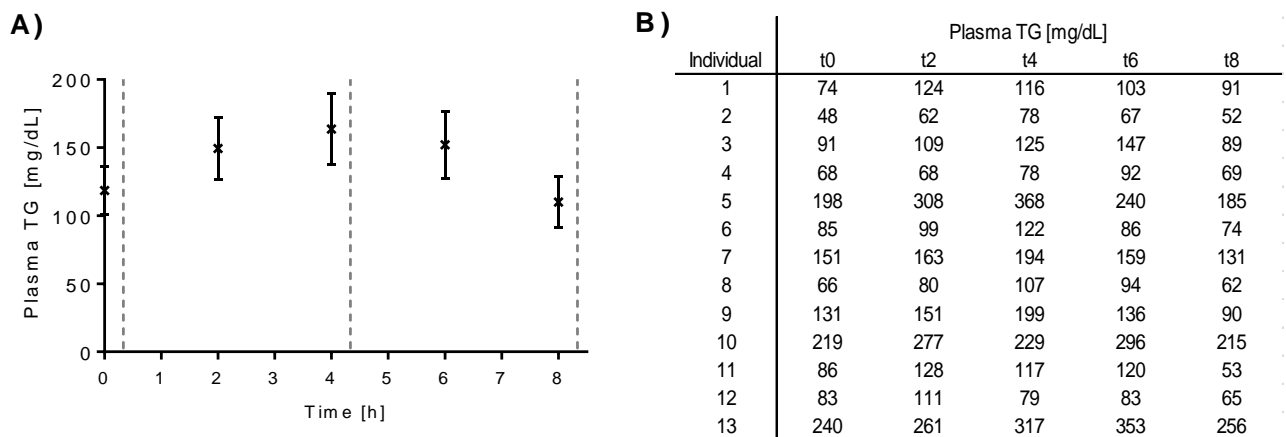 A)
200
150
100
50
0
Plasma TG [mg/dL]
0 1 2 3 4 5 6 7 8
Time [h]
B)
Plasma TG [mg/dL]
Individual t0 t2 t4 t6 t8
1 74 124 116 103 91
2 48 62 78 67 52
3 91 109 125 147 89
4 68 68 78 92 69
5 198 308 368 240 185
6 85 99 122 86 74
7 151 163 194 159 131
8 66 80 107 94 62
9 131 151 199 136 90
10 219 277 229 296 215
11 86 128 117 120 53
12 83 111 79 83 65
13 240 261 317 353 256